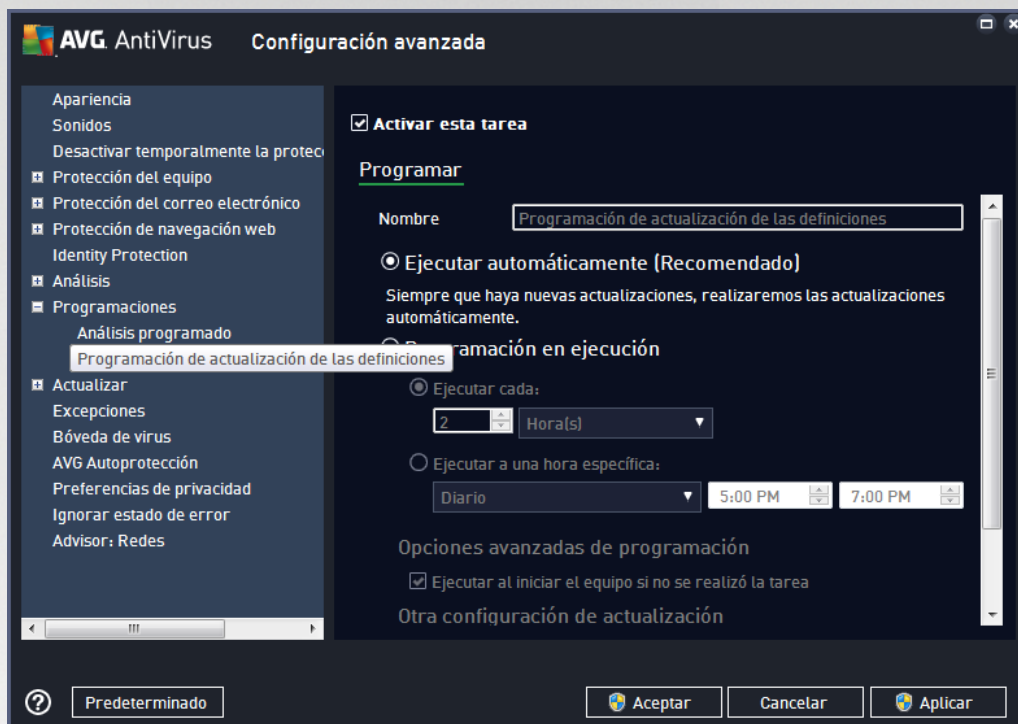 AVG. AntiVirus Configuración avanzada
Apariencia
Sonidos
Desactivar temporalmente la protec
Protección del equipo
Protección del correo electrónico
Protección de navegación web
Identity Protection
Análisis
Programaciones
Análisis programado
Programación de actualización de las definiciones
Actualizar
Excepciones
Bóveda de virus
AVG Autoprotección
Preferencias de privacidad
Ignorar estado de error
Advisor: Redes
Activar esta tarea
Programar
Nombre Programación de actualización de las definiciones
Ejecutar automáticamente (Recomendado)
Siempre que haya nuevas actualizaciones, realizaremos las actualizaciones
automáticamente.
ramación en ejecución
Ejecutar cada:
2 Hora(s)
Ejecutar a una hora específica:
Diario 5:00 PM 7:00 PM
Opciones avanzadas de programación
Ejecutar al iniciar el equipo si no se realizó la tarea
Otra configuración de actualización
? Predeterminado Aceptar Cancelar Aplicar